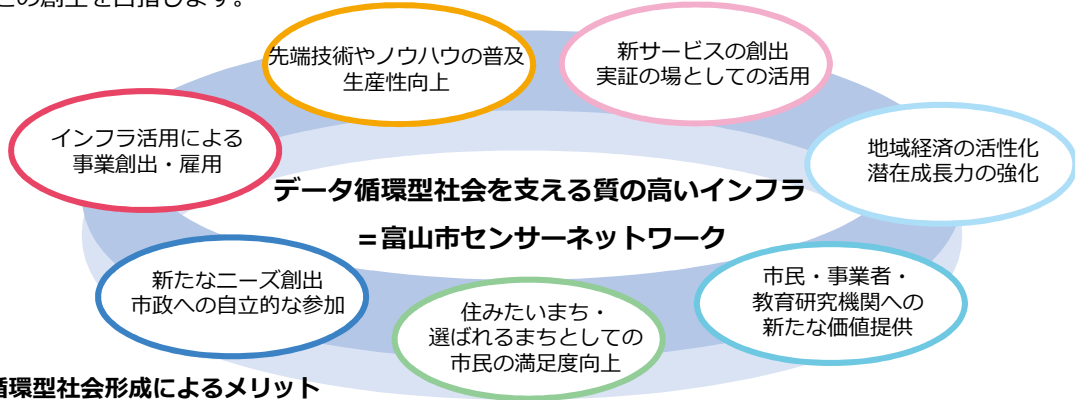 の創生を目指します。
先端技術やノウハウの普及
生産性向上
新サービスの創出
実証の場としての活用
インフラ活用による
事業創出・雇用
地域経済の活性化
潜在成長力の強化
データ循環型社会を支える質の高いインフラ
＝富山市センサーネットワーク
新たなニーズ創出
市政への自立的な参加
住みたいまち・
選ばれるまちとしての
市民の満足度向上
市民・事業者・
教育研究機関への
新たな価値提供
循環型社会形成によるメリット